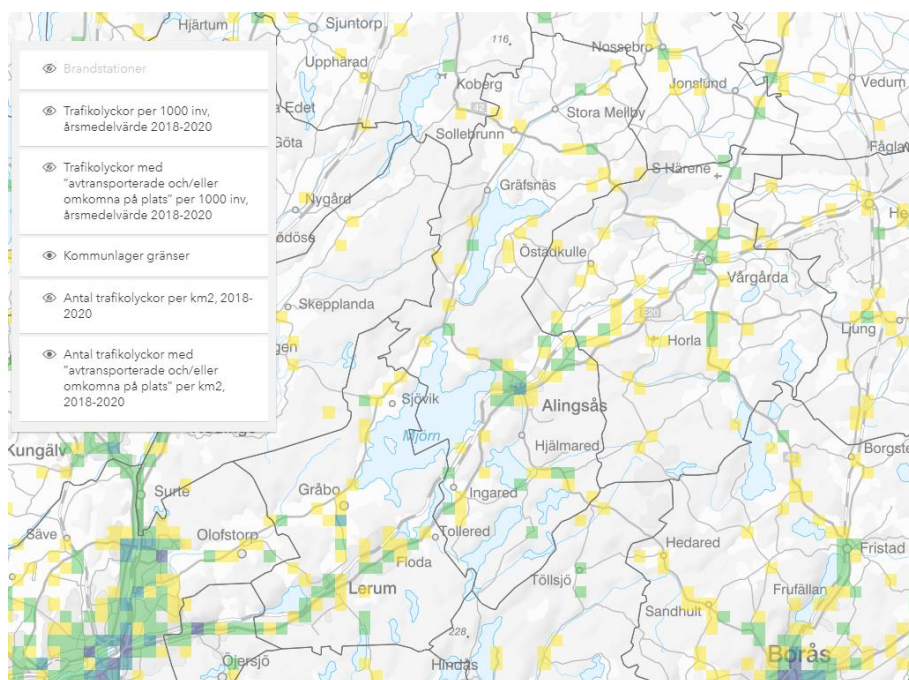 Hjärtum
Sjuntorp
116
Nossebro
Upphärad
Koberg
Jonslund
Vedum
Brandstationer
Trafikolyckor per 1000 inv,
årsmedelvärde 2018-2020
Trafikolyckor med
"avtransporterade och/eller
omkomna på plats" per 1000 inv,
årsmedelvärde 2018-2020
Kommunlager gränser
Antal trafikolyckor per km2, 2018-
2020
Antal trafikolyckor med
"avtransporterade och/eller
omkomna på plats" per km2,
2018-2020
a Edet
42
Stora Mellby
Sollebrunn
Göta
Fågla
S Härene
Gräfsnäs
Nygård
He
ödöse
Östadkulle
Vårgårda
Skepplanda
E20
Ljung
Horla
gen
Sjövik
Alingsås
Mjörn
Kungälv
Hjälmared
Borgste
Surte
Gråbo
Ingared
Säve
Olofstorp
Tollered
Hedared
Fristad
Floda
Töllsjö
Lerum
Frufällan
Sandhult
228
Öjersjö
Hindås
Borås